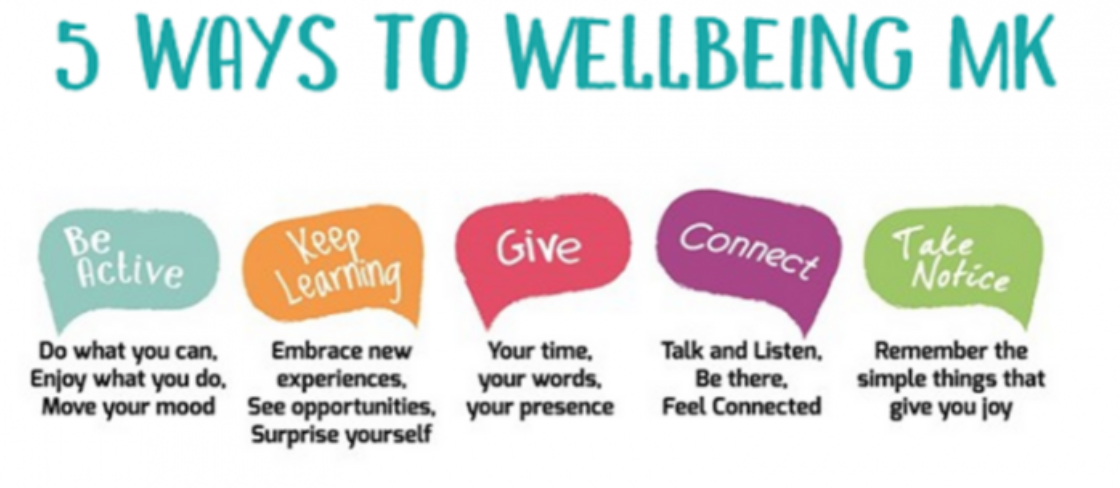 5 WAYS TO WELLBEING MK
Be
Active
Do what you can,
Enjoy what you do,
Move your mood
Keep
Learning
Embrace new
experiences,
See opportunities,
Surprise yourself
Give
Your time,
your words,
your presence
Connect
Talk and Listen,
Be there,
Feel Connected
Take
Notice
Remember the
simple things that
give you joy